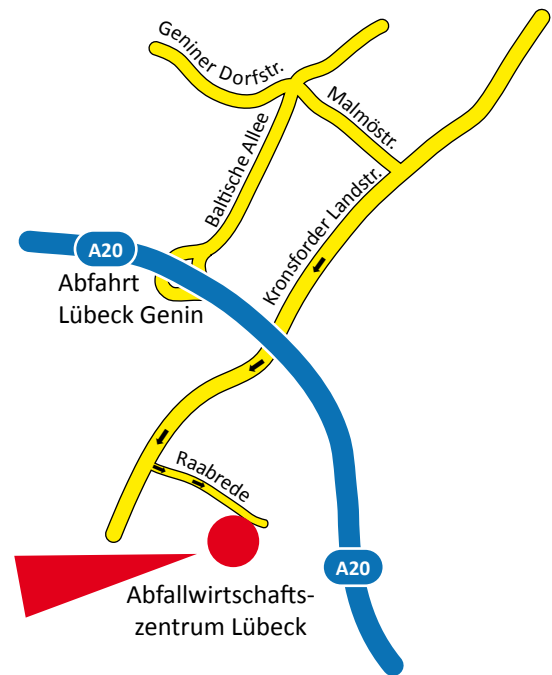 Geniner Dorfstr.
Malmöstr.
Baltische Allee
Kronsforder Landstr.
A20
Abfahrt
Lübeck Genin
Raabrede
A20
Abfallwirtschafts-
zentrum Lübeck